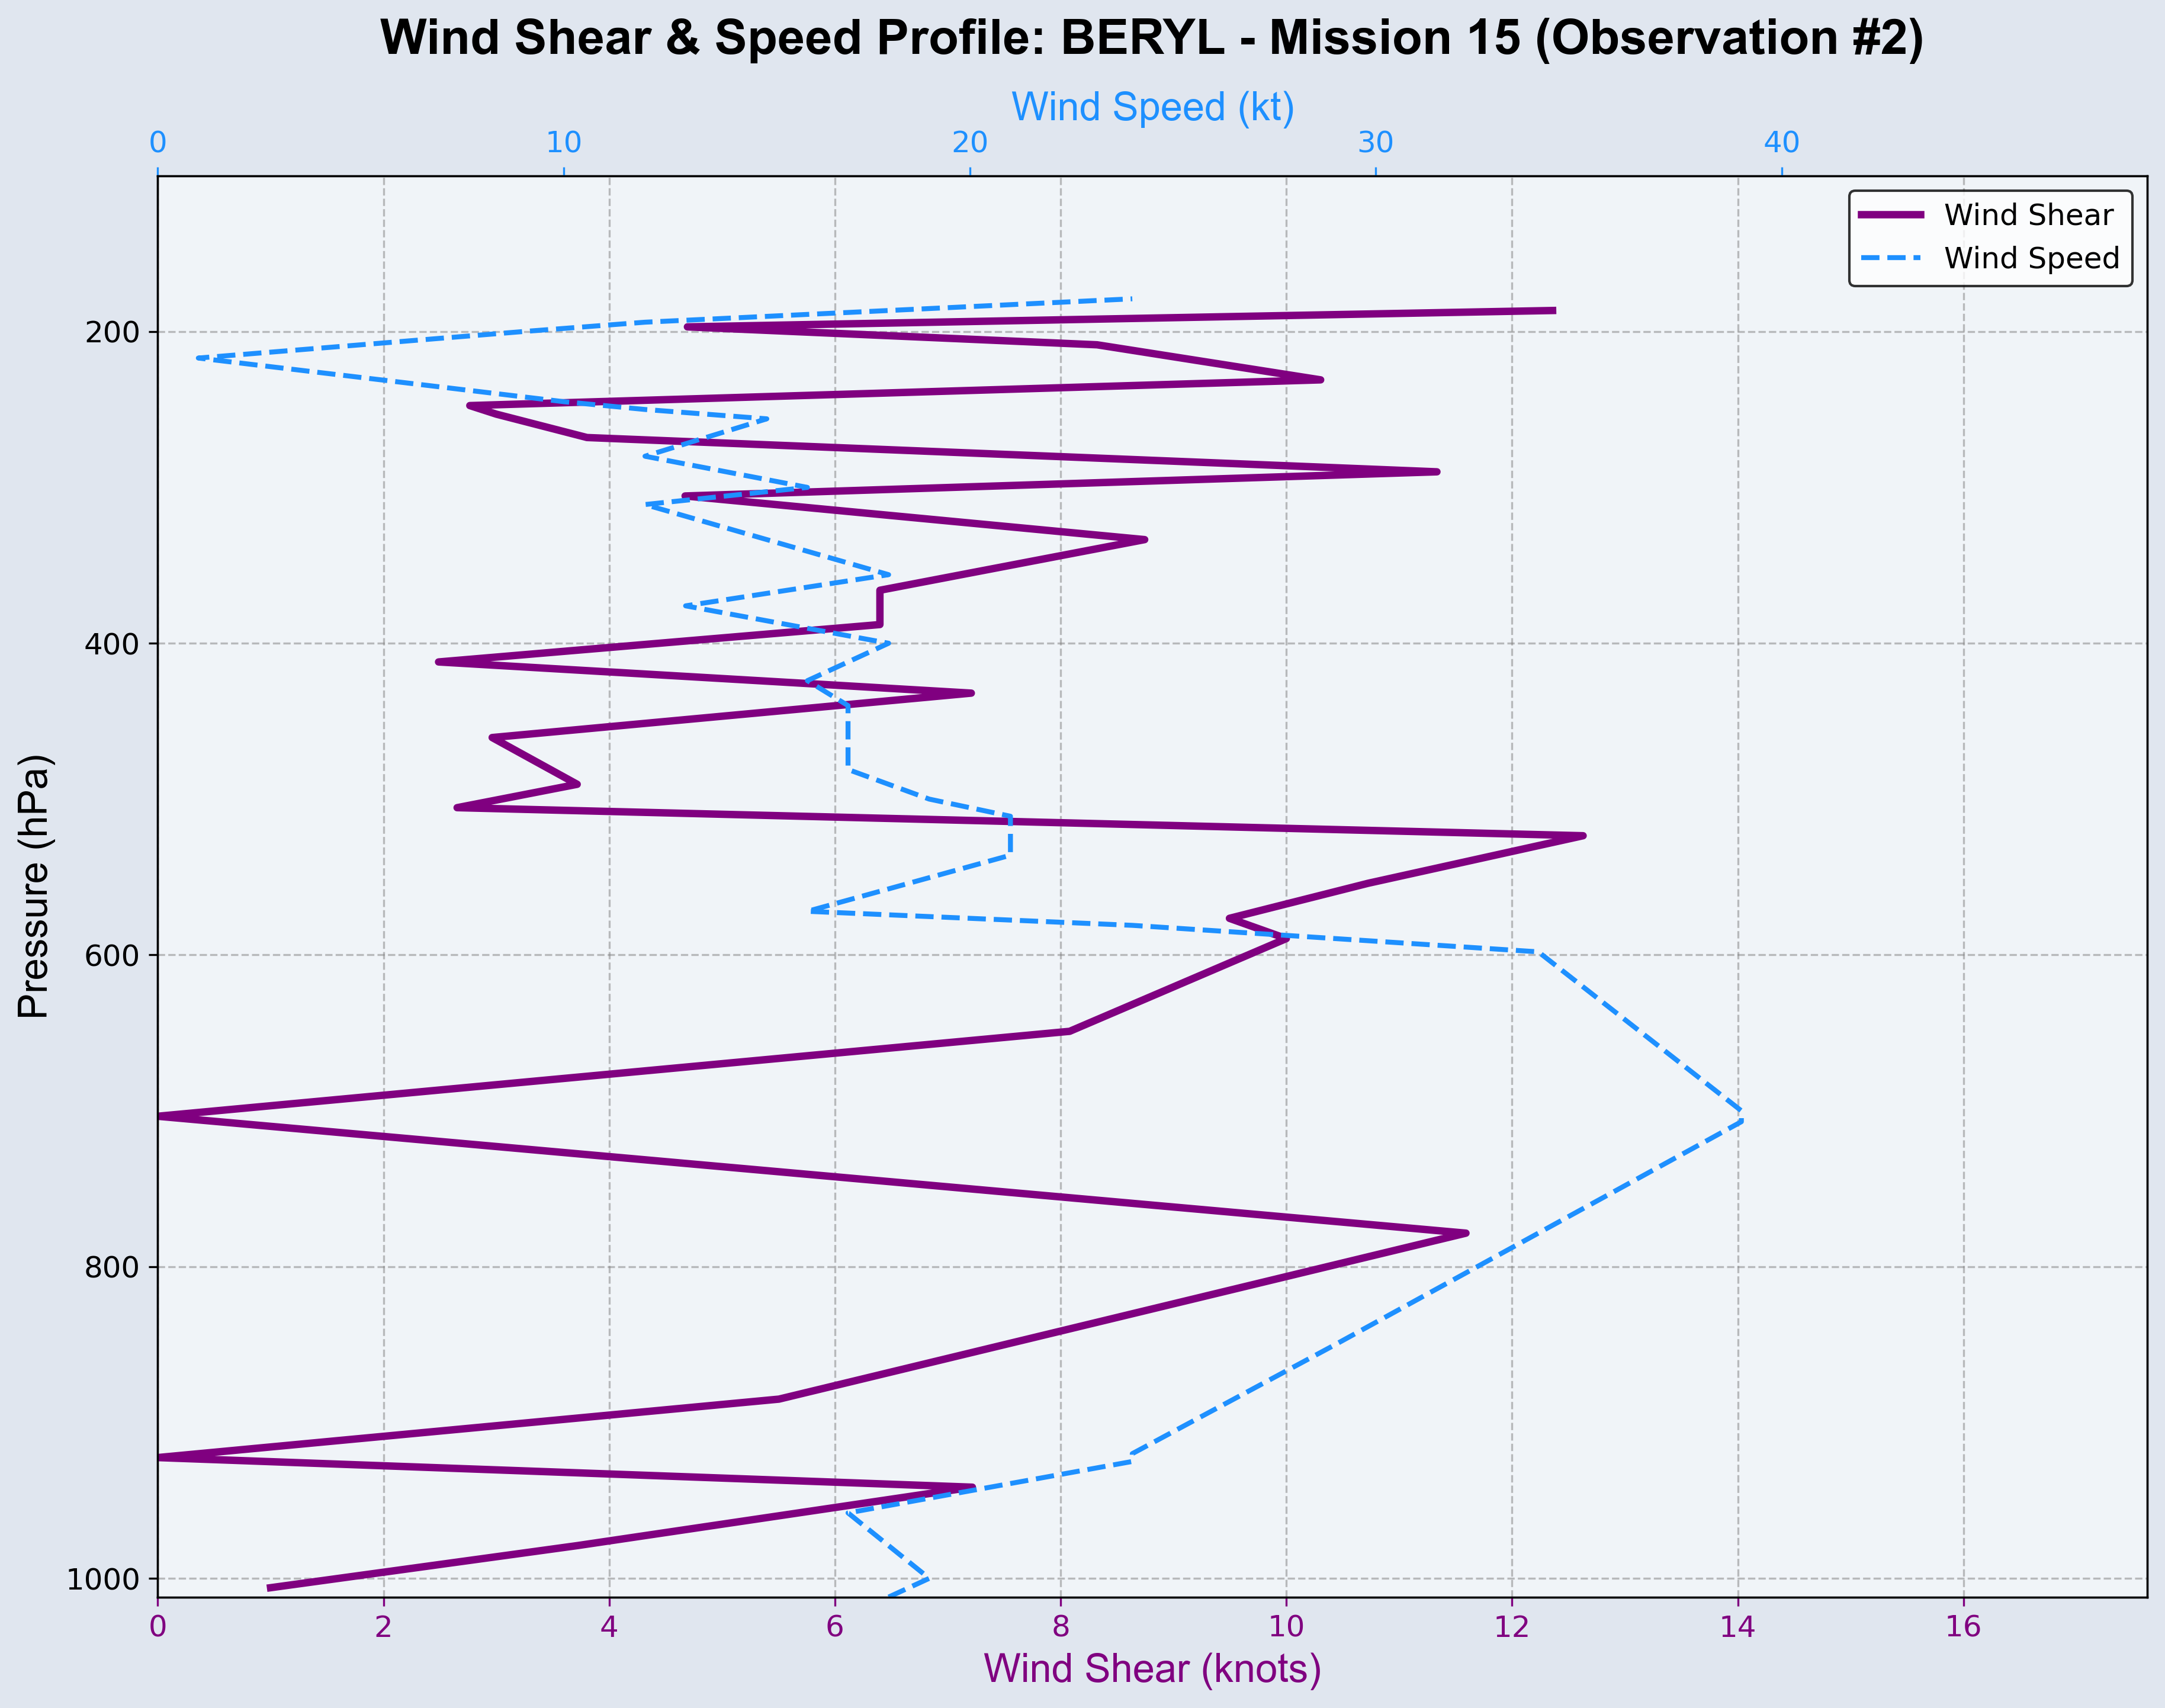 Wind Shear & Speed Profile: BERYL - Mission 15 (Observation #2)
Wind Speed (kt)
0 10 20 30 40
Wind Shear
Wind Speed
200
400
600
800
1000
Pressure (hPa)
0 2 4 6 8 10 12 14 16
Wind Shear (knots)